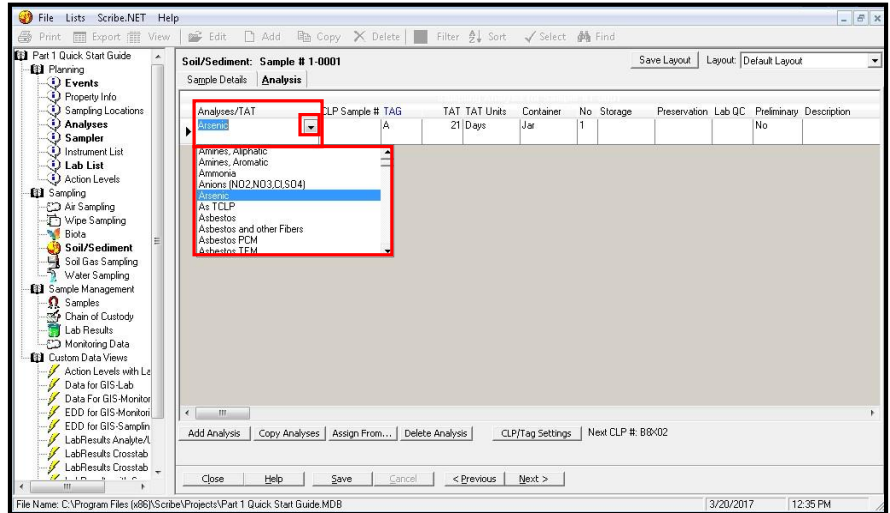 File Lists Scribe.NET Help
Print Export View Edit Add Copy Delete Filter Sort Select Find
Part 1 Quick Start Guide
Planning
Events
Property Info
Sampling Locations
Analyses
Sampler
Instrument List
Lab List
Action Levels
Sampling
Air Sampling
Wipe Sampling
Biota
Soil/Sediment
Soil Gas Sampling
Water Sampling
Sample Management
Samples
Chain of Custody
Lab Results
Monitoring Data
Custom Data Views
Action Levels with La
Data for GIS-Lab
Data For GIS-Monitor
EDD for GIS-Monitori
EDD for GIS-Samplin
LabResults Analyte/L
LabResults Crosstab
LabResults Crosstab
Soil/Sediment: Sample # 1-0001
Save Layout Layout: Default Layout
Sample Details Analysis
Analyses/TAT CLP Sample # TAG TAT TAT Units Container No Storage Preservation Lab QC Preliminary Description
Arsenic A 21 Days Jar 1 No
Amines, Aliphatic
Amines, Aromatic
Ammonia
Anions (NO2,NO3,Cl,SO4)
Arsenic
As TCLP
Asbestos
Asbestos and other Fibers
Asbestos PCM
Asbestos TEM
Add Analysis Copy Analyses Assign From... Delete Analysis CLP/Tag Settings Next CLP #: B8X02
Close Help Save Cancel < Previous Next >
File Name: C:\Program Files (x86)\Scribe\Projects\Part 1 Quick Start Guide.MDB 3/20/2017 12:35 PM